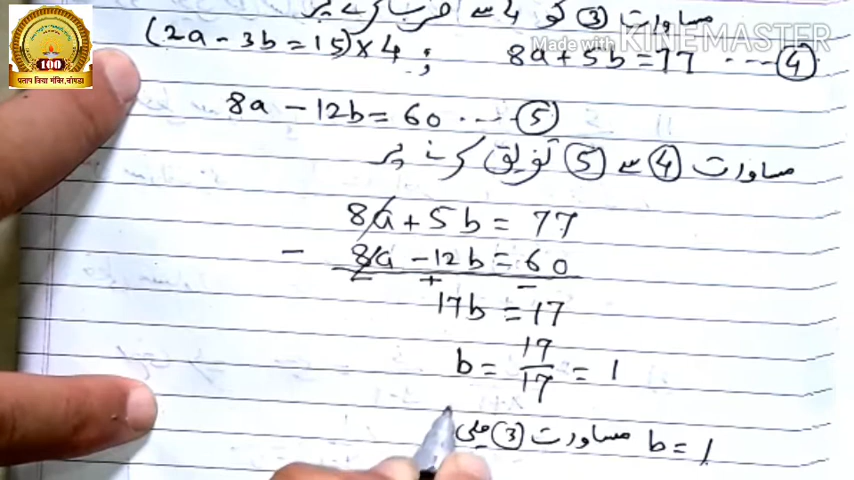 مساوات ③ کو 4 سے ضرب کرنے پر
Made with KINEMASTER
(2a - 3b = 15) × 4 ;
8a + 5b = 77 ---- ④
100
प्रताप विद्या मंदिर, चोपडा
8a - 12b = 60 ---- ⑤
مساوات ④ سے ⑤ تفریق کرنے پر
8a + 5b = 77
- 8a - 12b = 60
- + -
17b = 17
b = 17/17 = 1
b = 1 مساوات ③ میں